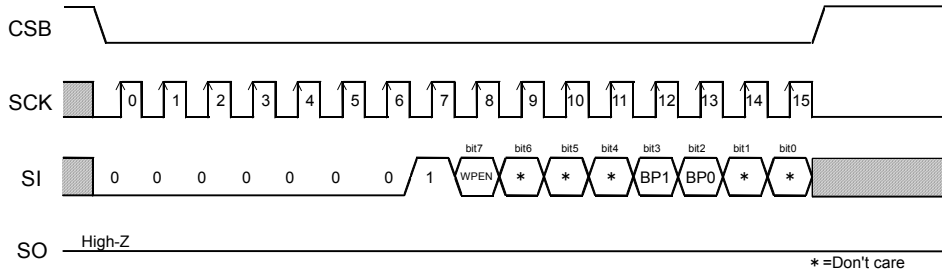 CSB
SCK 0 1 2 3 4 5 6 7 8 9 10 11 12 13 14 15
bit7 bit6 bit5 bit4 bit3 bit2 bit1 bit0
SI 0 0 0 0 0 0 0 1 WPEN * * * BP1 BP0 * *
SO High-Z
* =Don't care